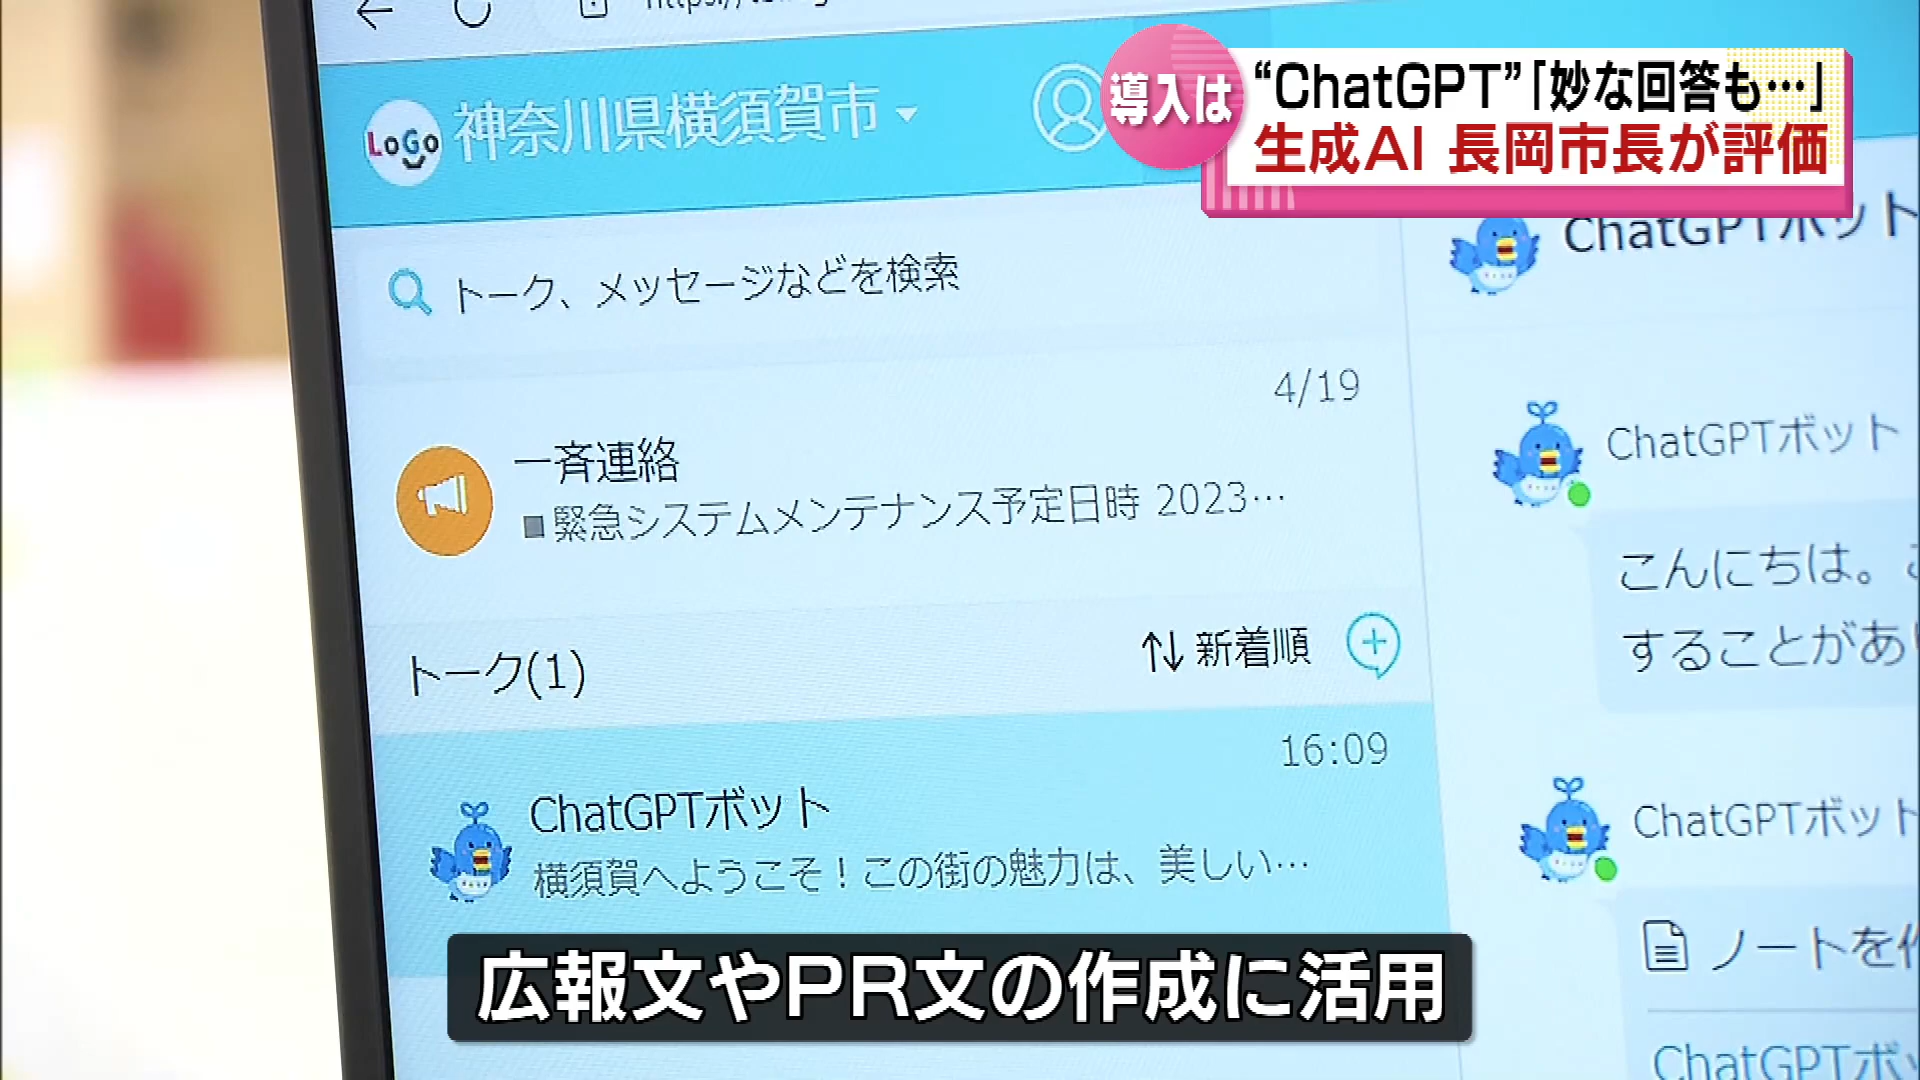 導入は
“ChatGPT”「妙な回答も…」
生成AI 長岡市長が評価
LoGo 神奈川県横須賀市
トーク、メッセージなどを検索
4/19
一斉連絡
■緊急システムメンテナンス予定日時 2023…
トーク(1)
↑↓ 新着順
16:09
ChatGPTボット
横須賀へようこそ！この街の魅力は、美しい…
ChatGPTボット
ChatGPTボット
こんにちは。
することがあ
ChatGPTボット
ノートを
ChatGPTボ
広報文やPR文の作成に活用